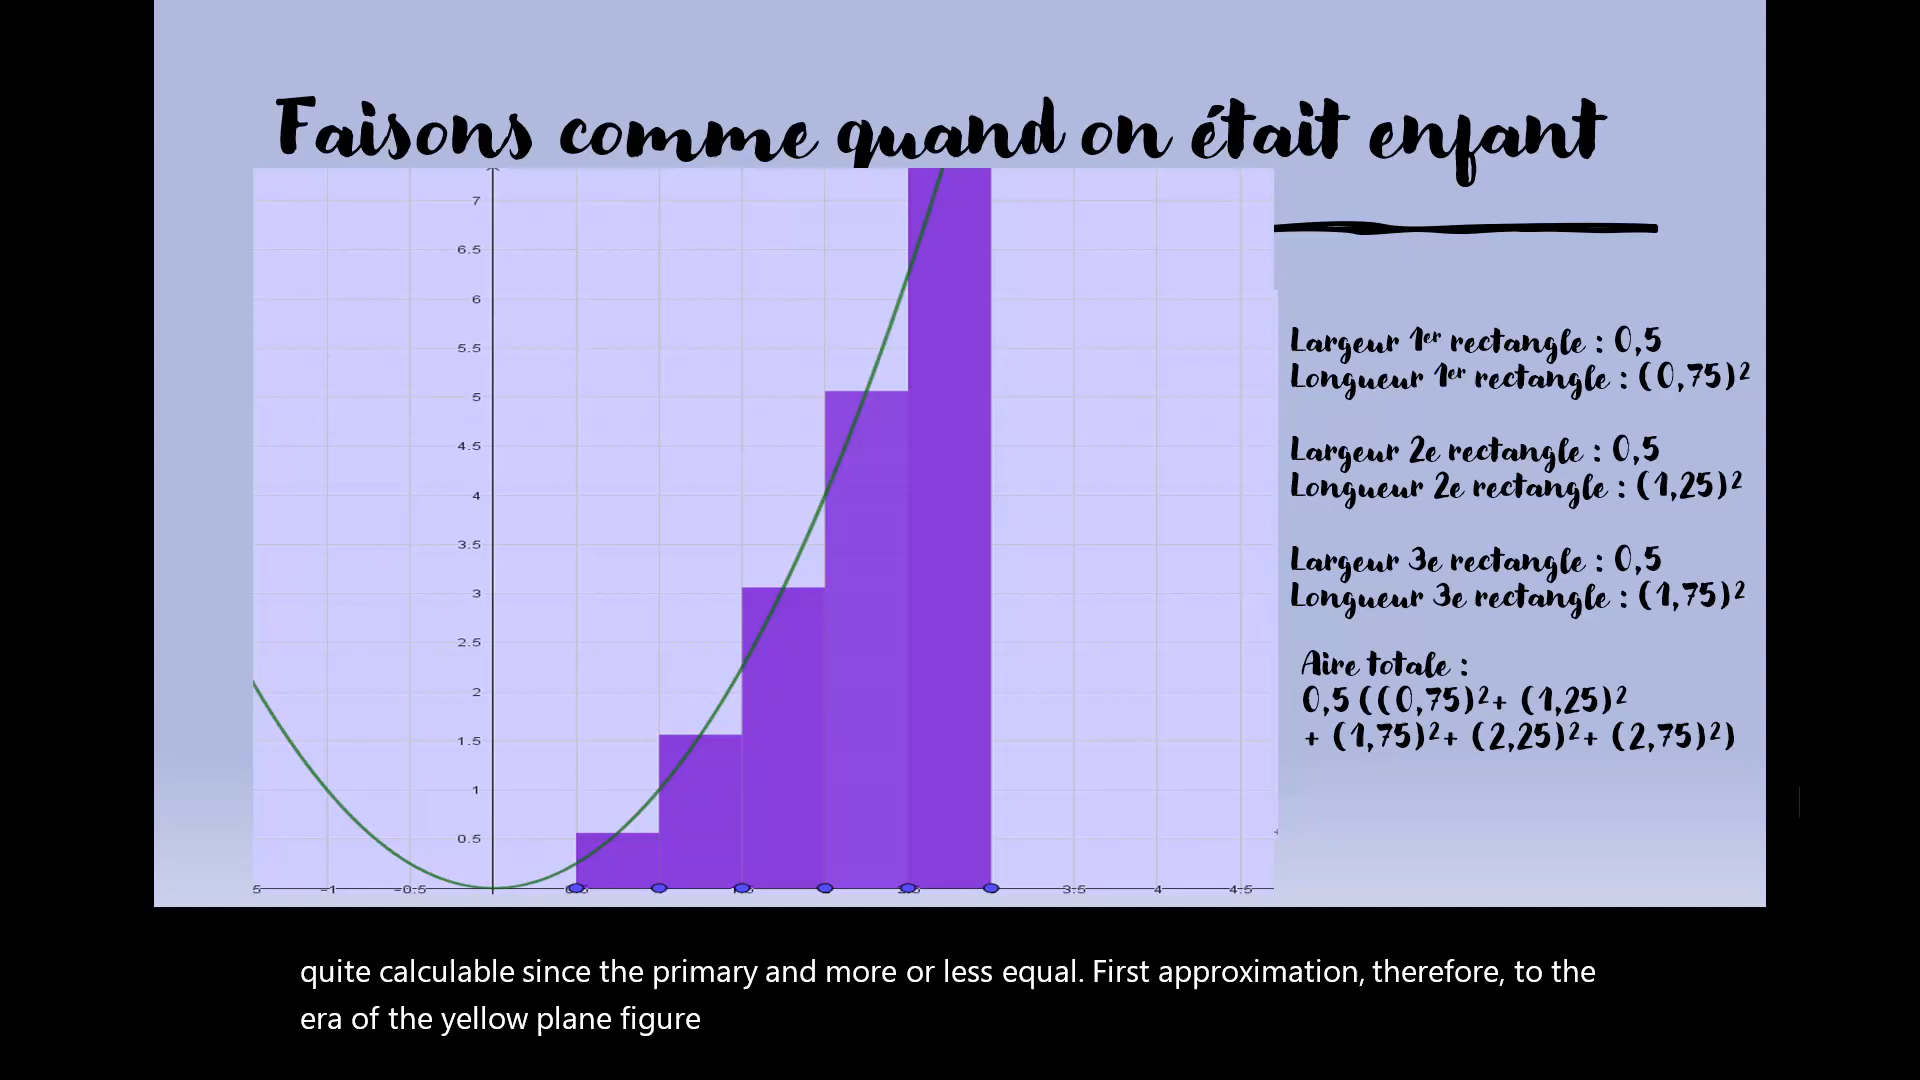 Faisons comme quand on était enfant
7
6.5
6
5.5
5
4.5
4
3.5
3
2.5
2
1.5
1
0.5
5 -1 -0.5 3.5 4 4.5
Largeur 1er rectangle : 0,5
Longueur 1er rectangle : (0,75)²
Largeur 2e rectangle : 0,5
Longueur 2e rectangle : (1,25)²
Largeur 3e rectangle : 0,5
Longueur 3e rectangle : (1,75)²
Aire totale :
0,5 ((0,75)²+ (1,25)²
+ (1,75)²+ (2,25)²+ (2,75)²)
quite calculable since the primary and more or less equal. First approximation, therefore, to the
era of the yellow plane figure